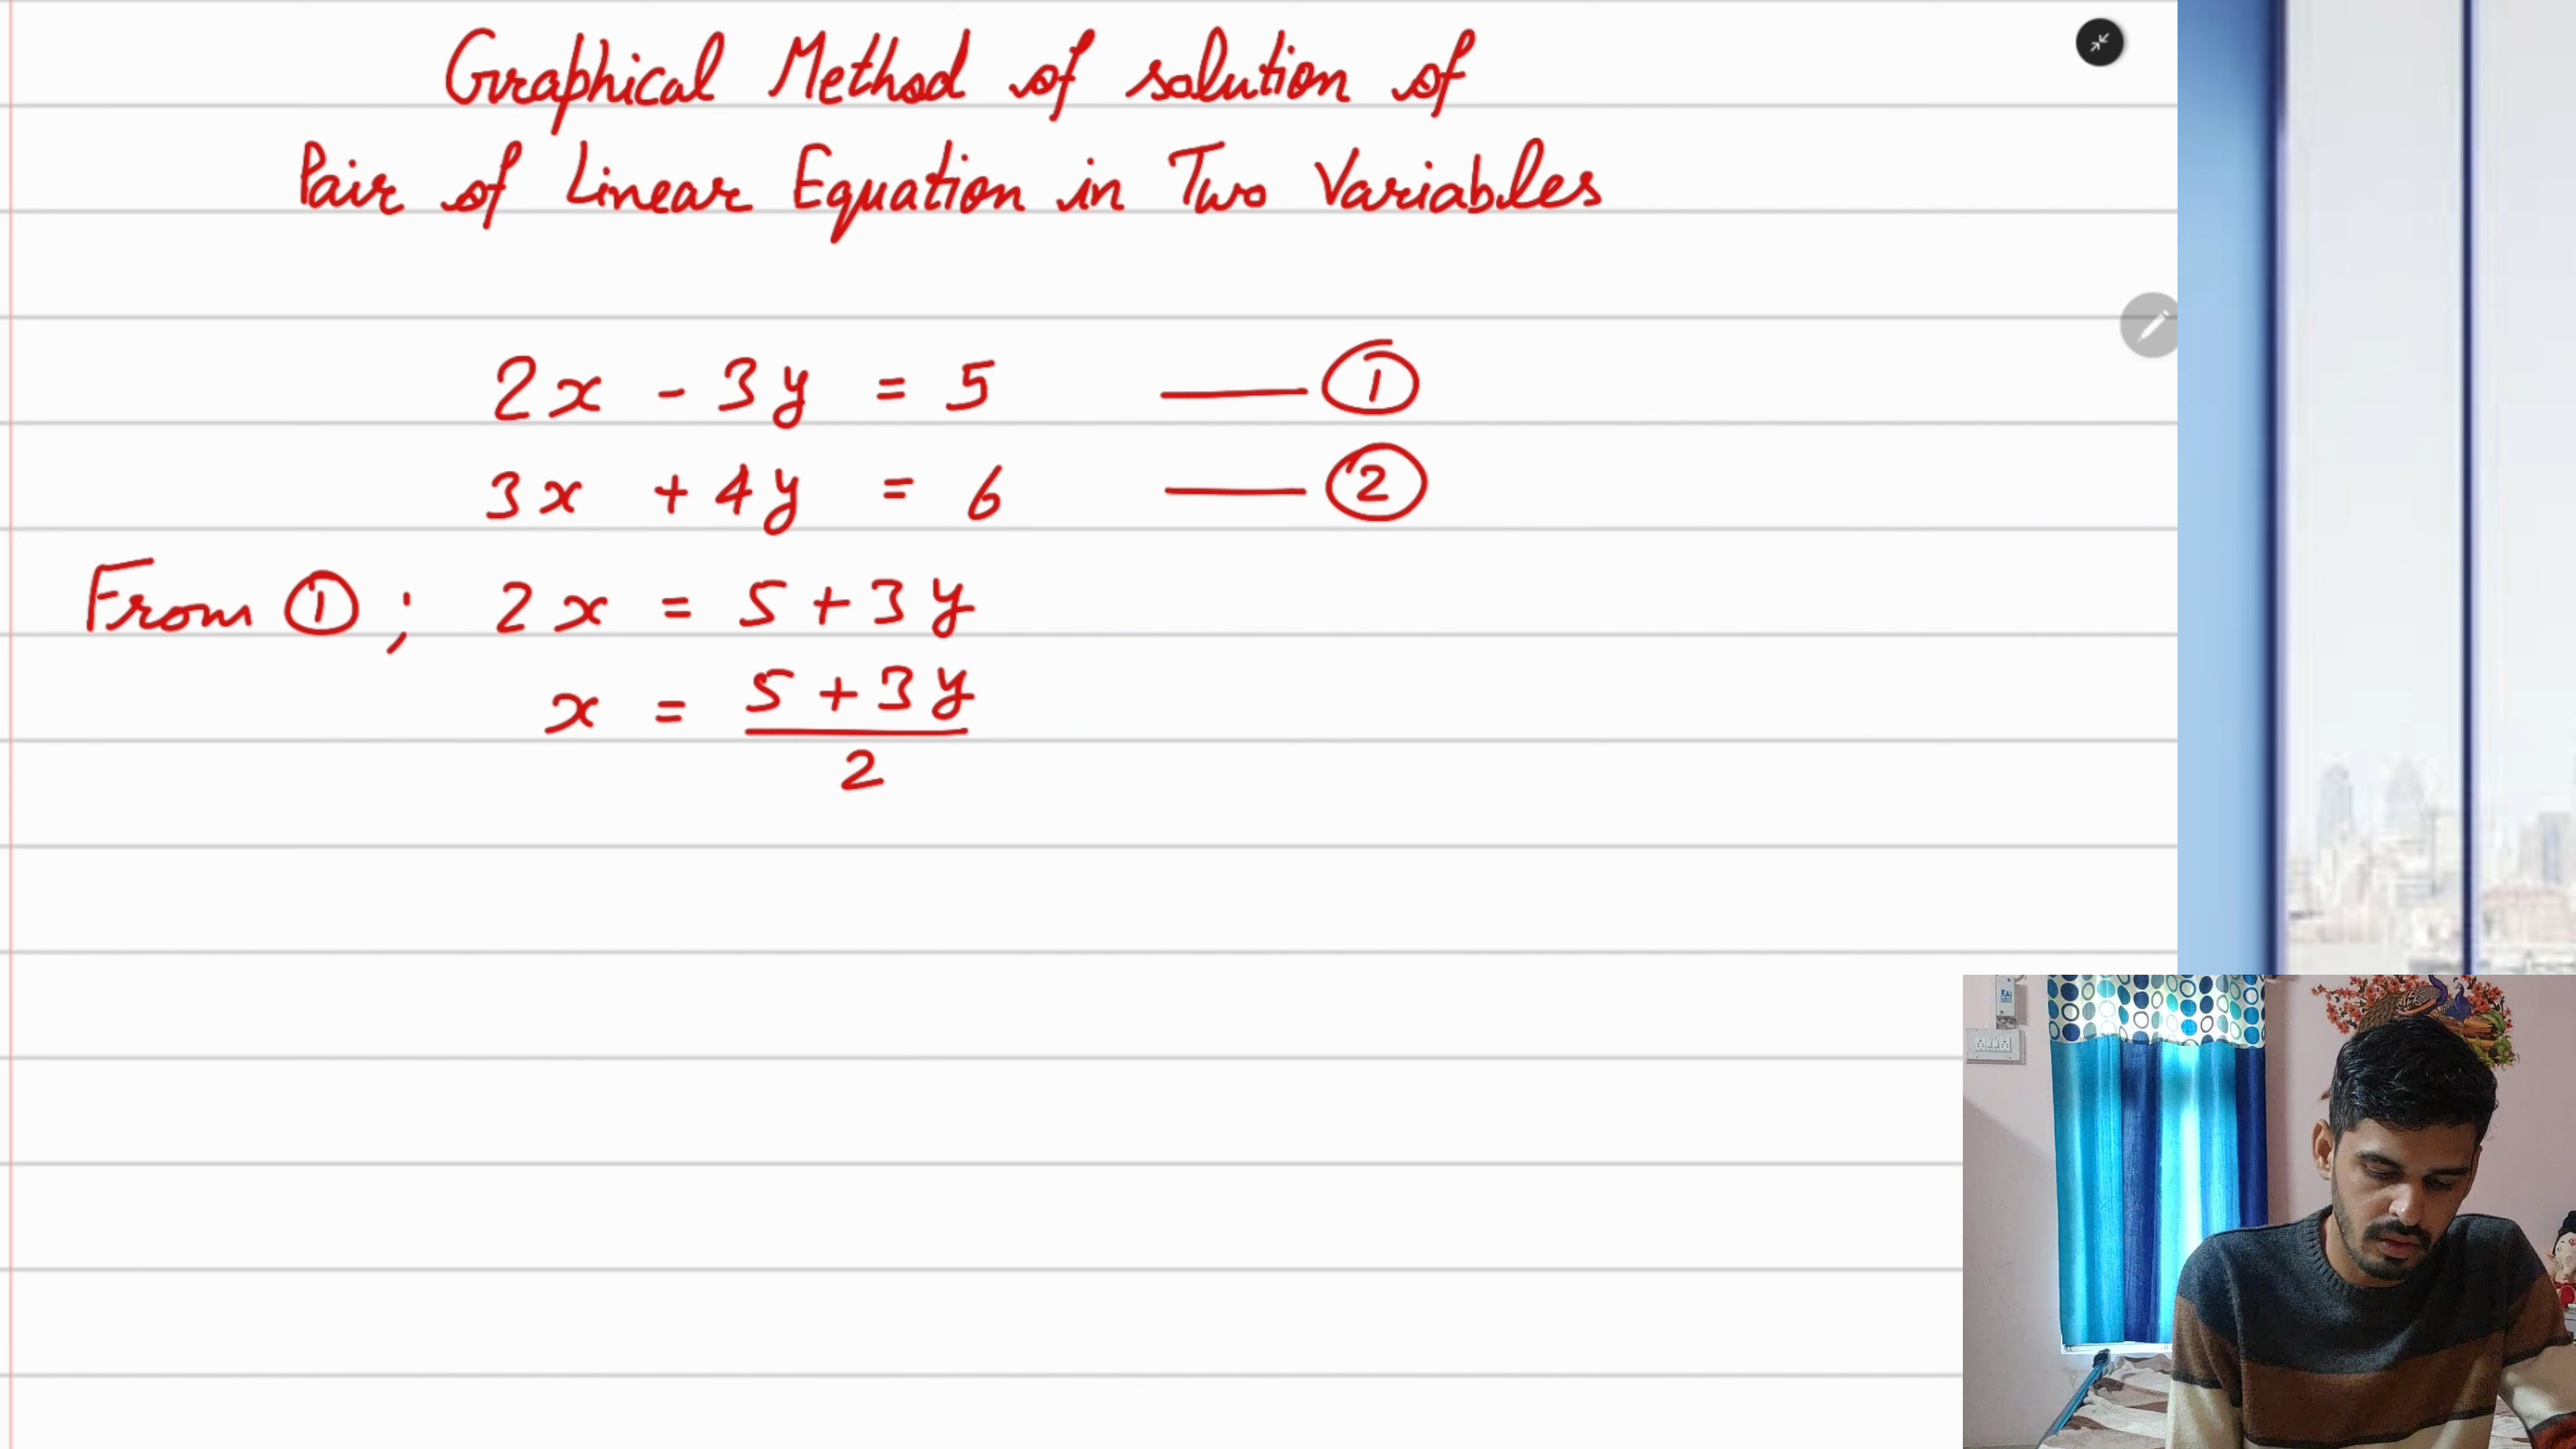 Graphical Method of solution of
Pair of Linear Equation in Two Variables
2x - 3y = 5 —— ①
3x + 4y = 6 —— ②
From ① ; 2x = 5 + 3y
x = 5 + 3y
2